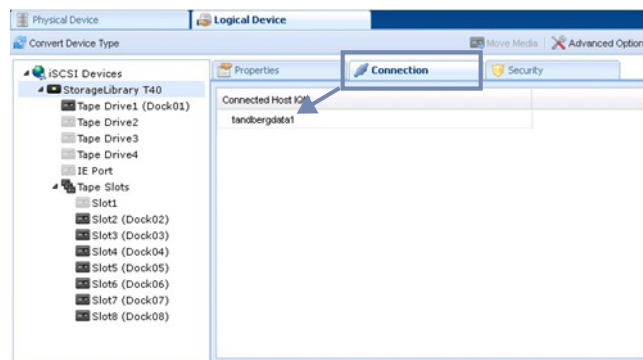 Physical Device
Logical Device
Convert Device Type
Move Media
Advanced Option
iSCSI Devices
StorageLibrary T40
Tape Drive1 (Dock01)
Tape Drive2
Tape Drive3
Tape Drive4
IE Port
Tape Slots
Slot1
Slot2 (Dock02)
Slot3 (Dock03)
Slot4 (Dock04)
Slot5 (Dock05)
Slot6 (Dock06)
Slot7 (Dock07)
Slot8 (Dock08)
Properties
Connection
Security
Connected Host IQN
tandbergdata1